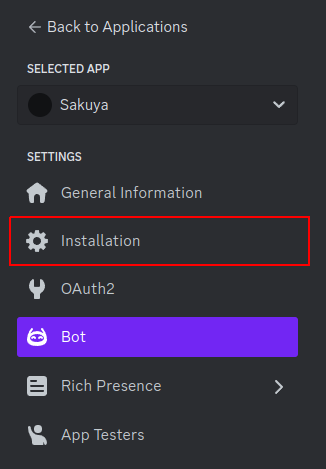 Back to Applications
SELECTED APP
Sakuya
SETTINGS
General Information
Installation
OAuth2
Bot
Rich Presence
App Testers